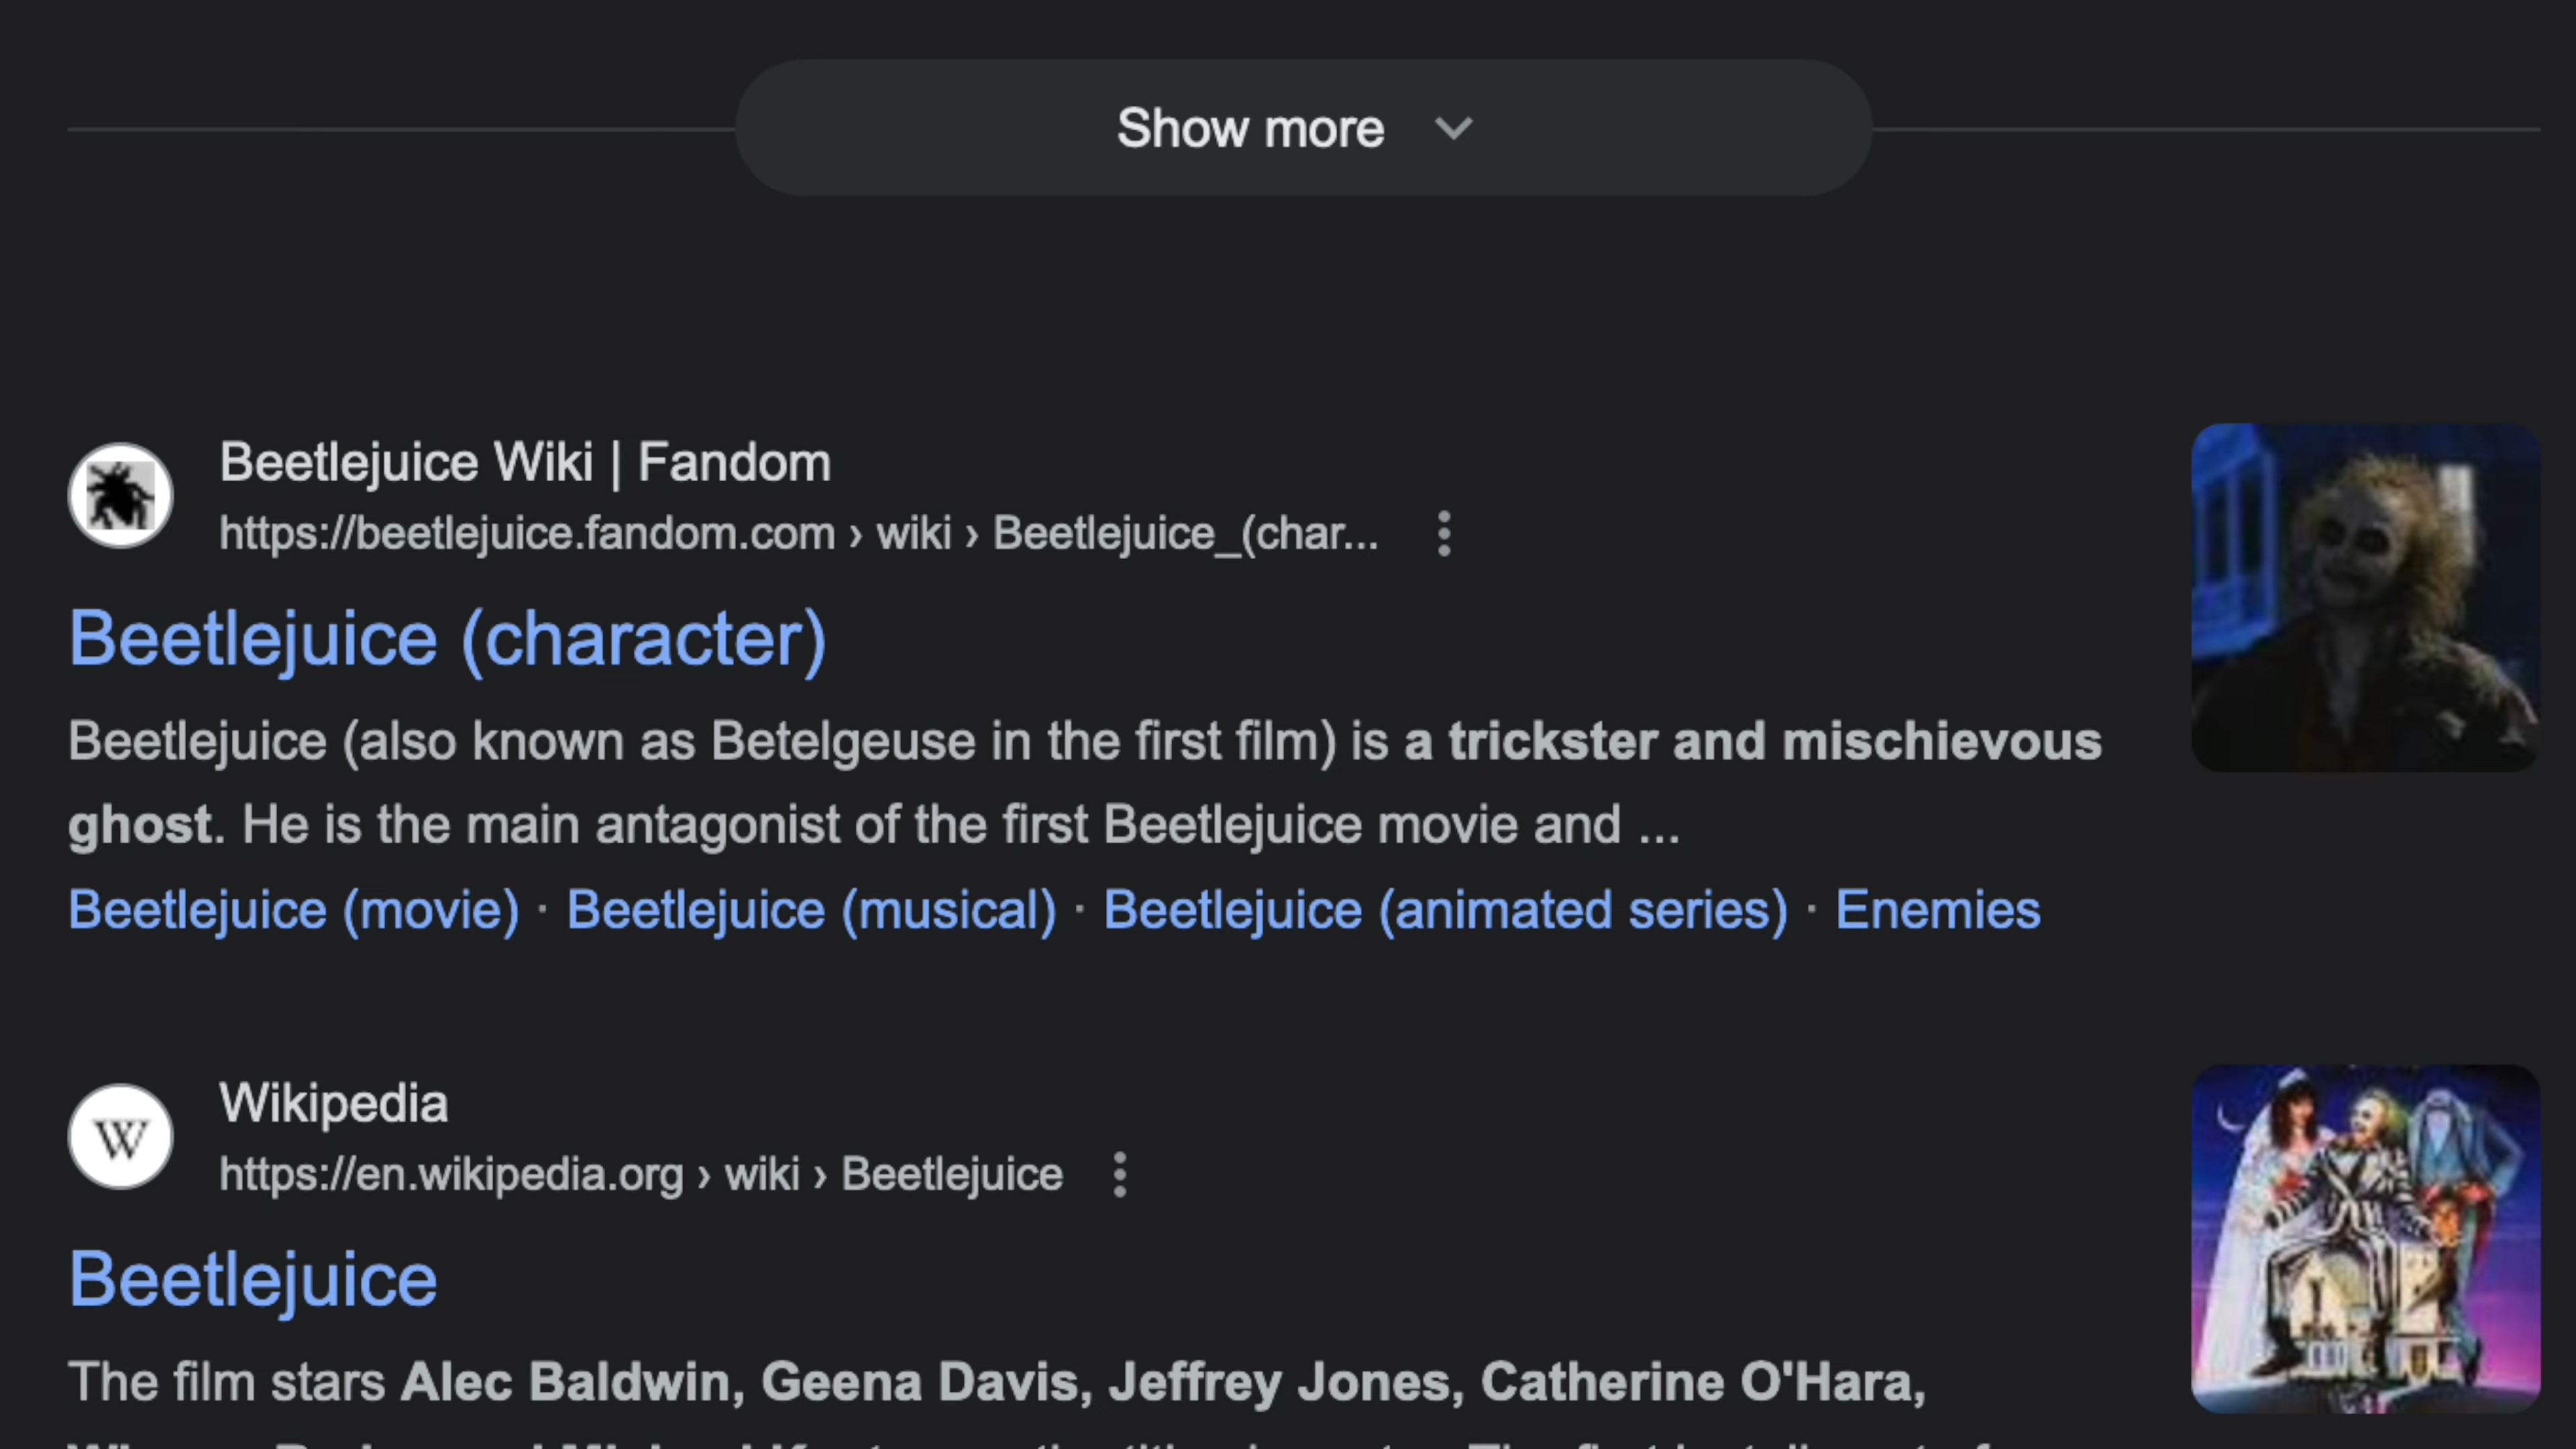 Show more
Beetlejuice Wiki | Fandom
https://beetlejuice.fandom.com › wiki › Beetlejuice_(char...
Beetlejuice (character)
Beetlejuice (also known as Betelgeuse in the first film) is a trickster and mischievous
ghost. He is the main antagonist of the first Beetlejuice movie and ...
Beetlejuice (movie) · Beetlejuice (musical) · Beetlejuice (animated series) · Enemies
W
Wikipedia
https://en.wikipedia.org › wiki › Beetlejuice
Beetlejuice
The film stars Alec Baldwin, Geena Davis, Jeffrey Jones, Catherine O'Hara,